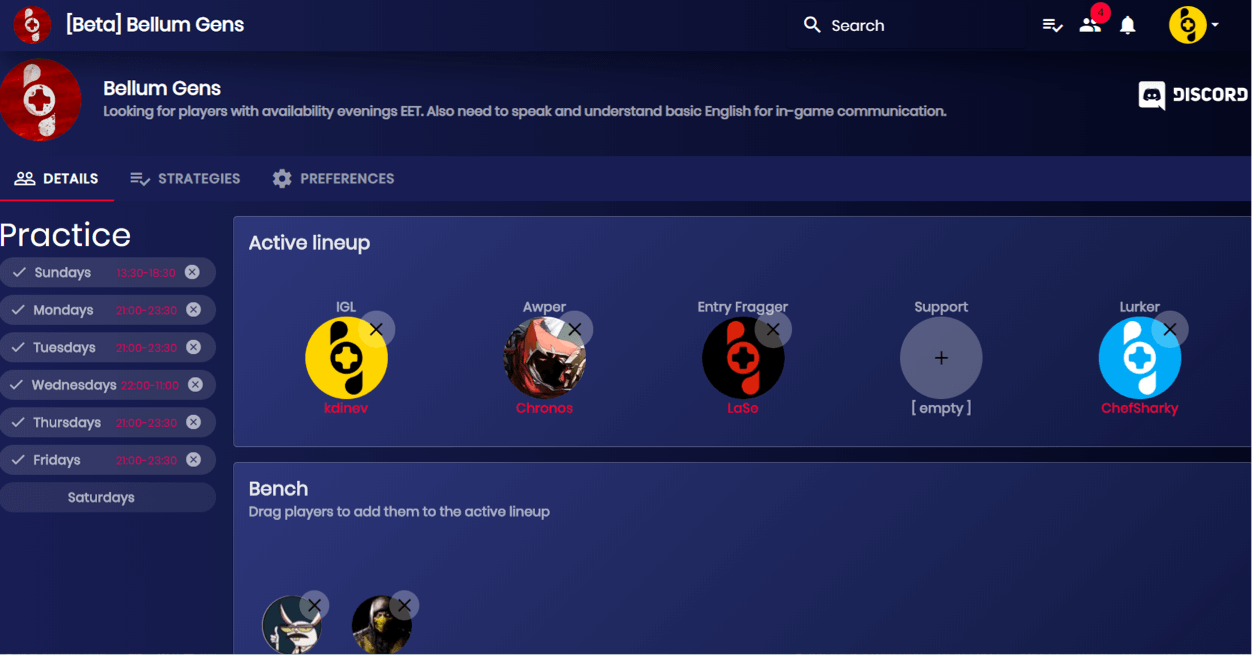 [Beta] Bellum Gens
Search
4
Bellum Gens
Looking for players with availability evenings EET. Also need to speak and understand basic English for in-game communication.
DISCORD
DETAILS
STRATEGIES
PREFERENCES
Practice
Sundays 13:30-18:30
Mondays 21:00-23:30
Tuesdays 21:00-23:30
Wednesdays 22:00-11:00
Thursdays 21:00-23:30
Fridays 21:00-23:30
Saturdays
Active lineup
IGL
kdinev
Awper
Chronos
Entry Fragger
LaSe
Support
[ empty ]
Lurker
ChefSharky
Bench
Drag players to add them to the active lineup